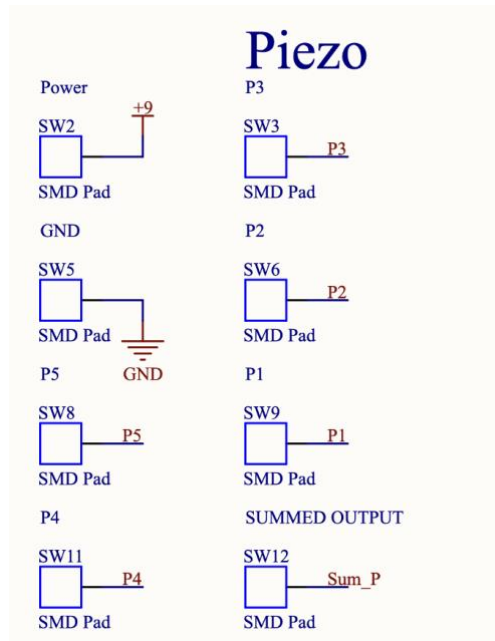 Piezo
Power
+9
SW2
SMD Pad
P3
SW3
P3
SMD Pad
GND
SW5
SMD Pad
GND
P2
SW6
P2
SMD Pad
P5
SW8
P5
SMD Pad
P1
SW9
P1
SMD Pad
P4
SW11
P4
SMD Pad
SUMMED OUTPUT
SW12
Sum_P
SMD Pad